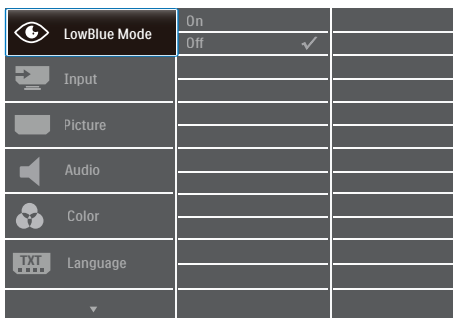 LowBlue Mode
On
Off
Input
Picture
Audio
Color
TXT
Language